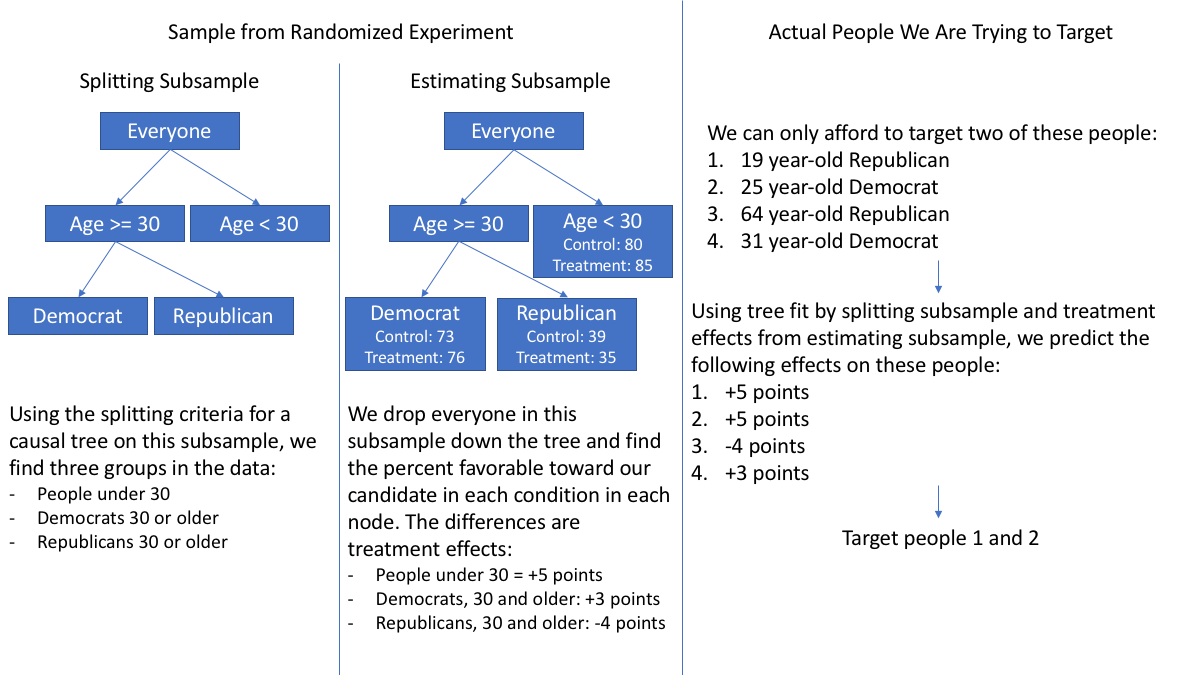 Sample from Randomized Experiment
Splitting Subsample
Everyone
Age >= 30
Age < 30
Democrat
Republican
Using the splitting criteria for a
causal tree on this subsample, we
find three groups in the data:
- People under 30
- Democrats 30 or older
- Republicans 30 or older
Estimating Subsample
Everyone
Age >= 30
Age < 30
Control: 80
Treatment: 85
Democrat
Control: 73
Treatment: 76
Republican
Control: 39
Treatment: 35
We drop everyone in this
subsample down the tree and find
the percent favorable toward our
candidate in each condition in each
node. The differences are
treatment effects:
- People under 30 = +5 points
- Democrats, 30 and older: +3 points
- Republicans, 30 and older: -4 points
Actual People We Are Trying to Target
We can only afford to target two of these people:
1. 19 year-old Republican
2. 25 year-old Democrat
3. 64 year-old Republican
4. 31 year-old Democrat
Using tree fit by splitting subsample and treatment
effects from estimating subsample, we predict the
following effects on these people:
1. +5 points
2. +5 points
3. -4 points
4. +3 points
Target people 1 and 2